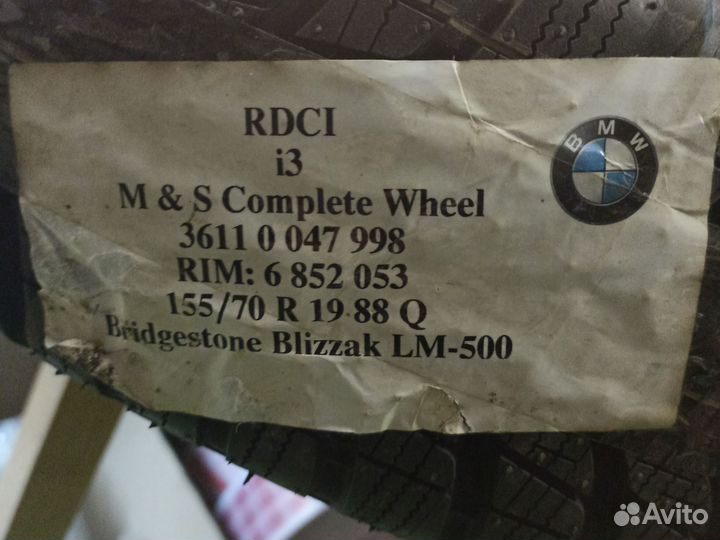 RDCI
i3
M & S Complete Wheel
3611 0 047 998
RIM: 6 852 053
155/70 R 19 88 Q
Bridgestone Blizzak LM-500
BMW
Avito